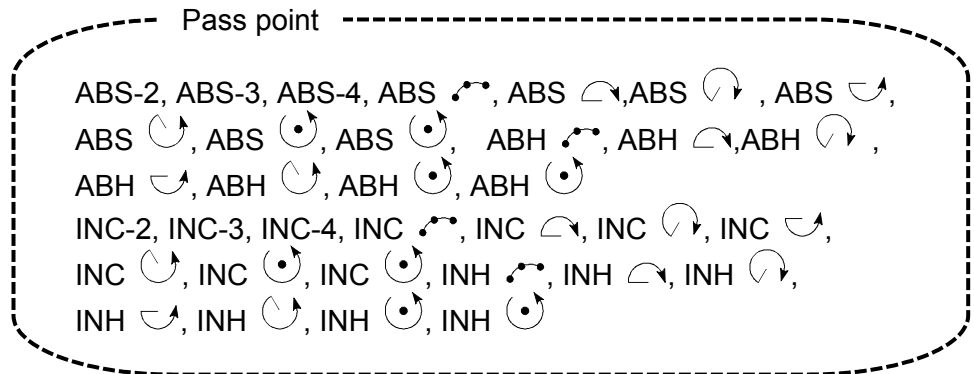 Pass point
ABS-2, ABS-3, ABS-4, ABS , ABS ,ABS , ABS ,
ABS , ABS , ABS , ABH , ABH ,ABH ,
ABH , ABH , ABH , ABH
INC-2, INC-3, INC-4, INC , INC , INC , INC ,
INC , INC , INC , INH , INH , INH ,
INH , INH , INH , INH